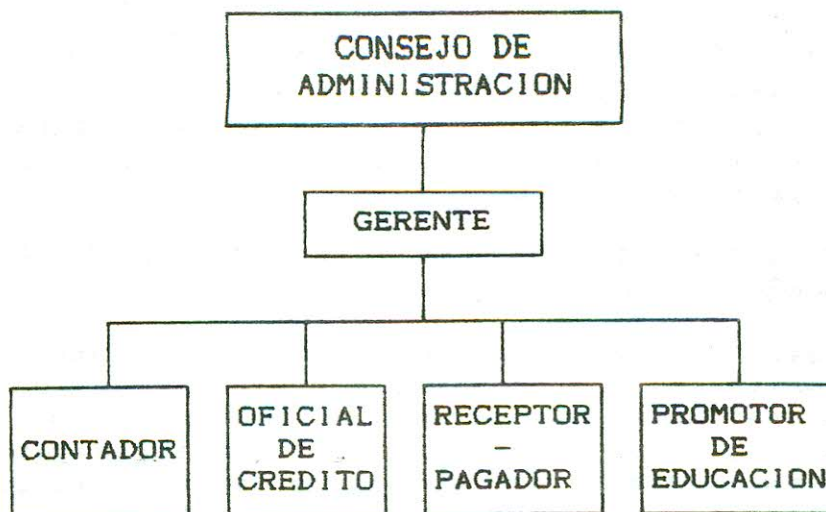 CONSEJO DE
ADMINISTRACION
GERENTE
CONTADOR
OFICIAL
DE
CREDITO
RECEPTOR
-
PAGADOR
PROMOTOR
DE
EDUCACION